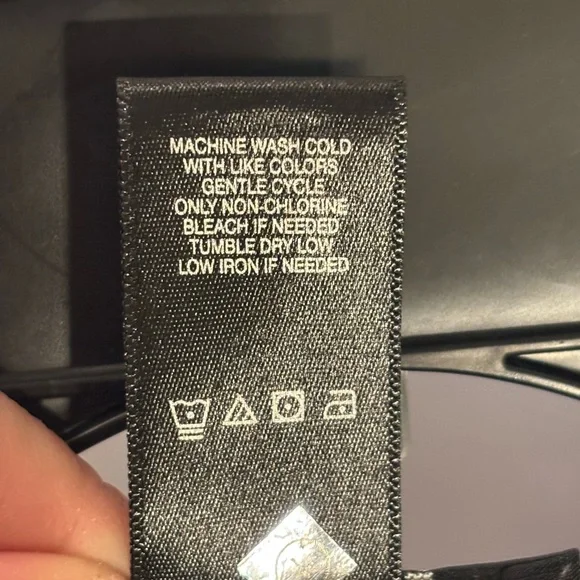 MACHINE WASH COLD
WITH LIKE COLORS
GENTLE CYCLE
ONLY NON-CHLORINE
BLEACH IF NEEDED
TUMBLE DRY LOW
LOW IRON IF NEEDED